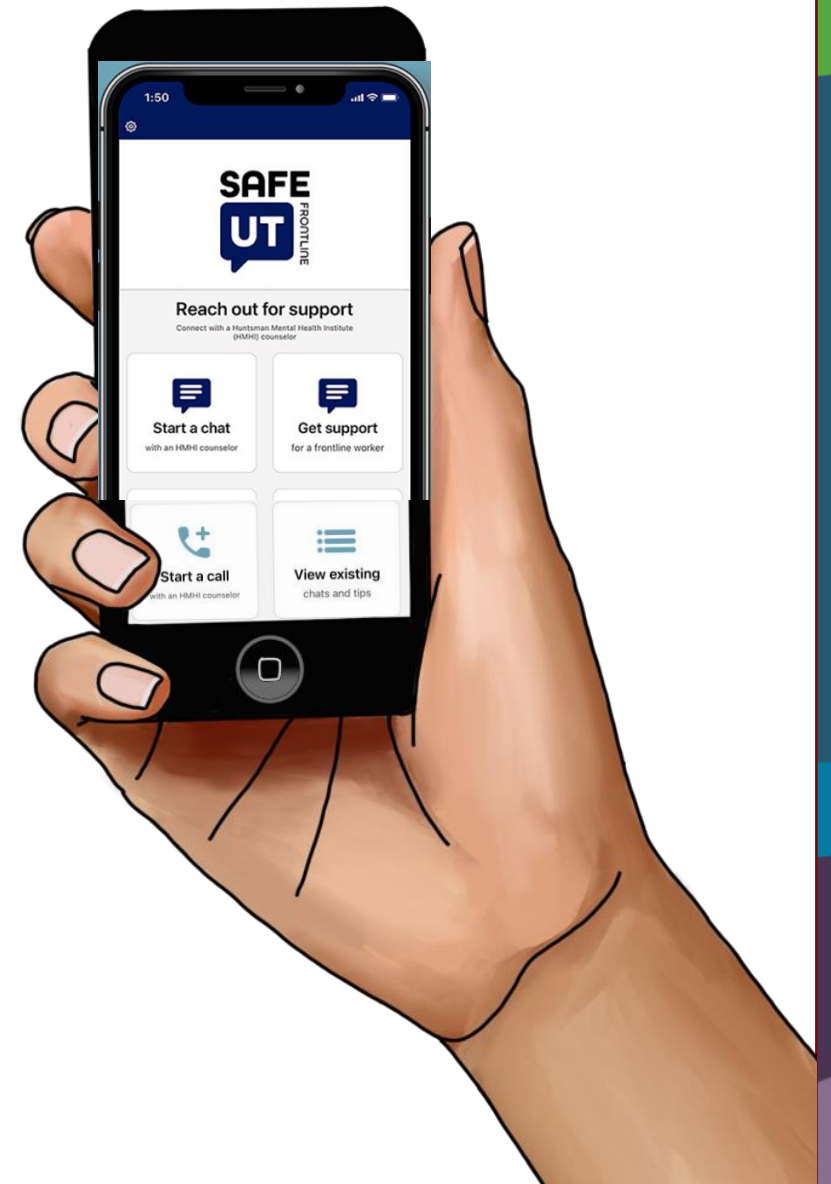 1:50
SAFE
UT
FRONTLINE
Reach out for support
Connect with a Huntsman Mental Health Institute
(HMHI) counselor
Start a chat
with an HMHI counselor
Get support
for a frontline worker
Start a call
with an HMHI counselor
View existing
chats and tips